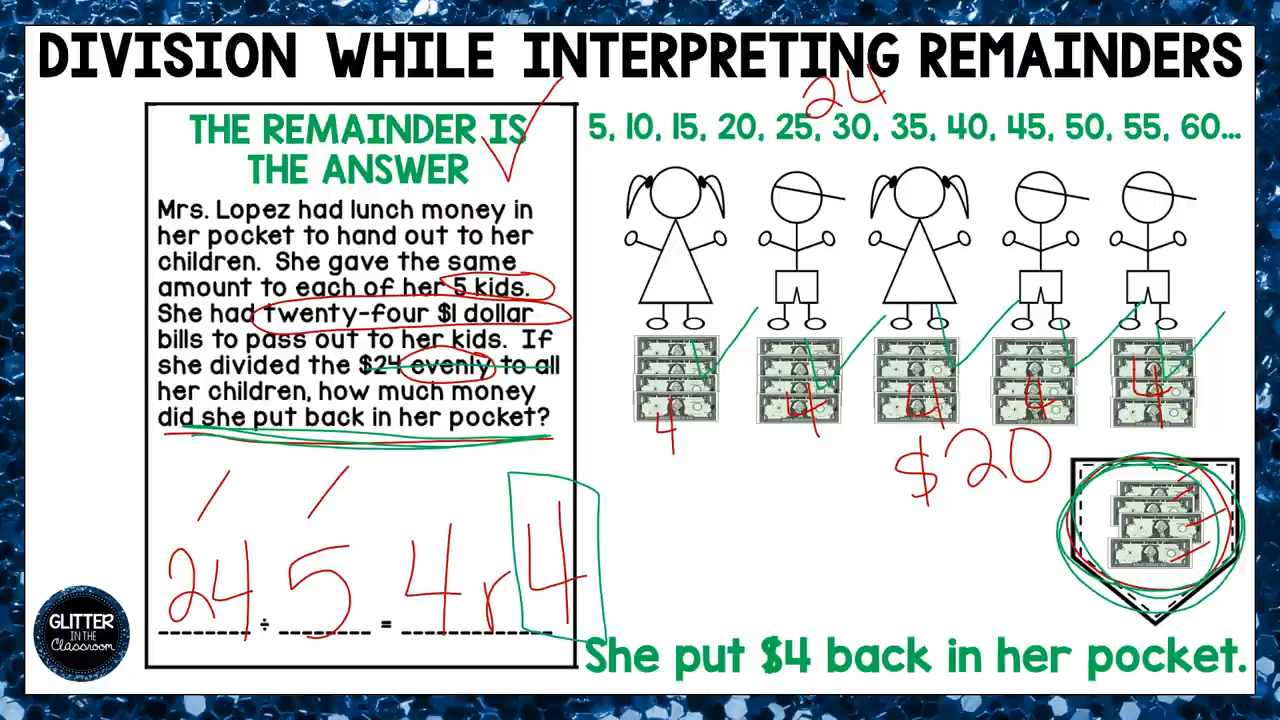 DIVISION WHILE INTERPRETING REMAINDERS
THE REMAINDER IS
THE ANSWER
Mrs. Lopez had lunch money in
her pocket to hand out to her
children. She gave the same
amount to each of her 5 kids.
She had twenty-four $1 dollar
bills to pass out to her kids. If
she divided the $24 evenly to all
her children, how much money
did she put back in her pocket?
24 ÷ 5 = 4 r 4
GLITTER
IN THE
Classroom
24
5, 10, 15, 20, 25, 30, 35, 40, 45, 50, 55, 60...
4 4 4 4 4
$20
She put $4 back in her pocket.